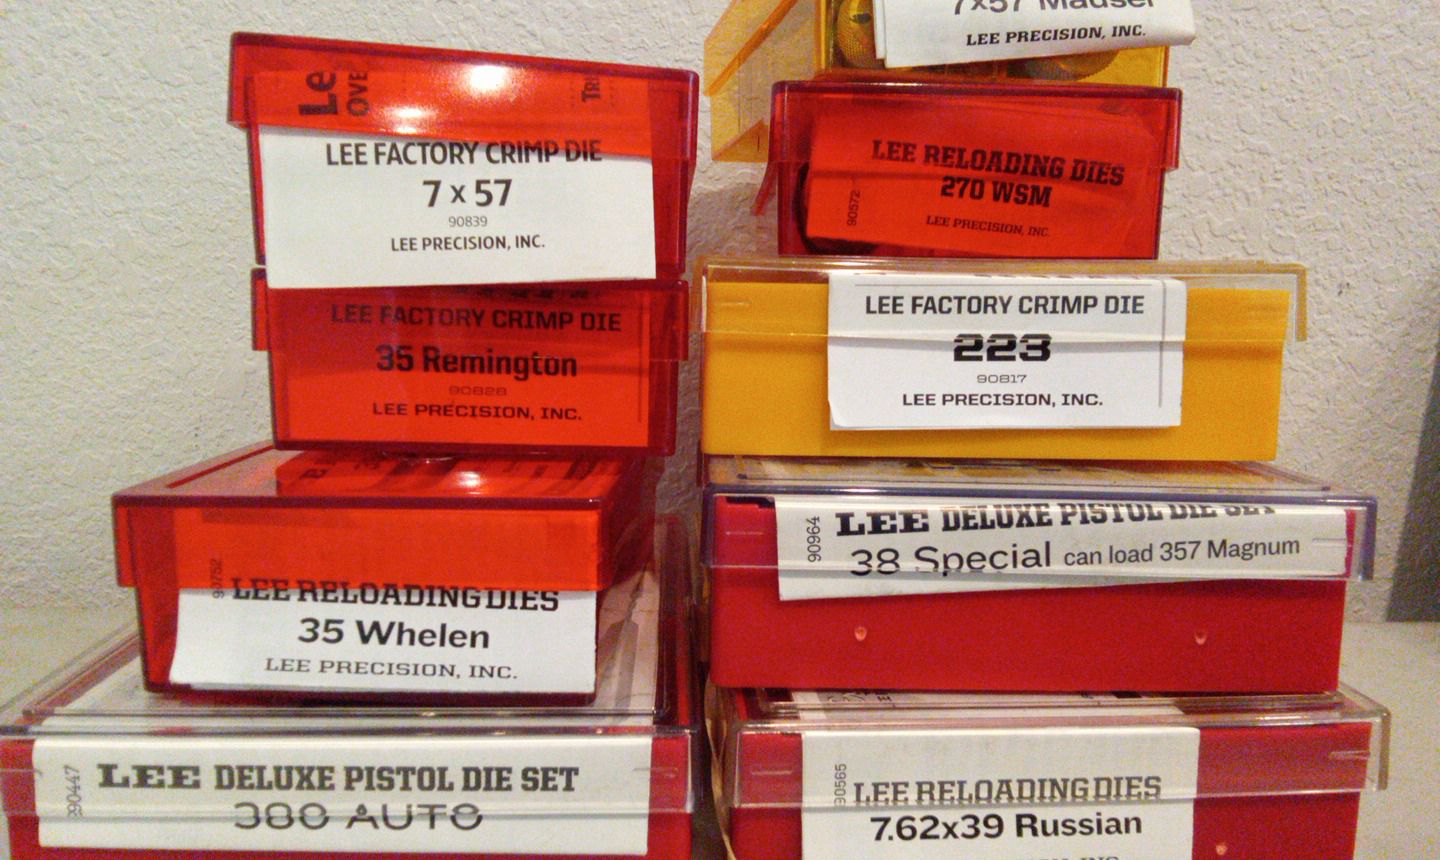 Le
OVE
TR
LEE FACTORY CRIMP DIE
7 x 57
90839
LEE PRECISION, INC.
LEE FACTORY CRIMP DIE
35 Remington
90828
LEE PRECISION, INC.
LEE RELOADING DIES
35 Whelen
LEE PRECISION, INC.
90447
LEE DELUXE PISTOL DIE SET
380 AUTO
7x57 Mauser
LEE PRECISION, INC.
LEE RELOADING DIES
270 WSM
90572
LEE PRECISION, INC.
LEE FACTORY CRIMP DIE
223
90817
LEE PRECISION, INC.
90964
LEE DELUXE PISTOL DIE SET
38 Special can load 357 Magnum
90565
LEE RELOADING DIES
7.62x39 Russian